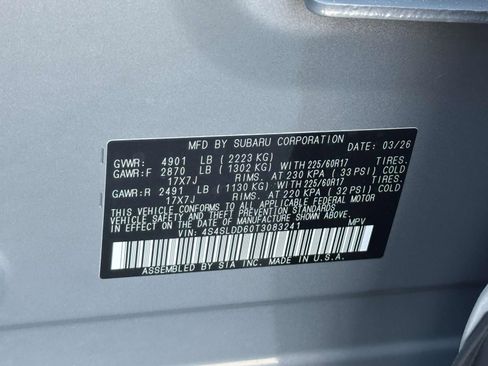 MFD BY SUBARU CORPORATION DATE: 03/26
GVWR: 4901 LB ( 2223 KG)
GAWR:F 2870 LB ( 1302 KG) WITH 225/60R17 TIRES.
17X7J RIMS. AT 230 KPA ( 33 PSI) COLD
GAWR:R 2491 LB ( 1130 KG) WITH 225/60R17 TIRES.
17X7J RIMS. AT 220 KPA ( 32 PSI) COLD
THIS VEHICLE CONFORMS TO ALL APPLICABLE FEDERAL MOTOR
VEHICLE SAFETY AND THEFT PREVENTION STANDARDS IN
EFFECT ON THE DATE OF MANUFACTURE SHOWN ABOVE.
VIN: 4S4SLDD60T3083241 MPV
ASSEMBLED BY SIA INC. MADE IN U.S.A.